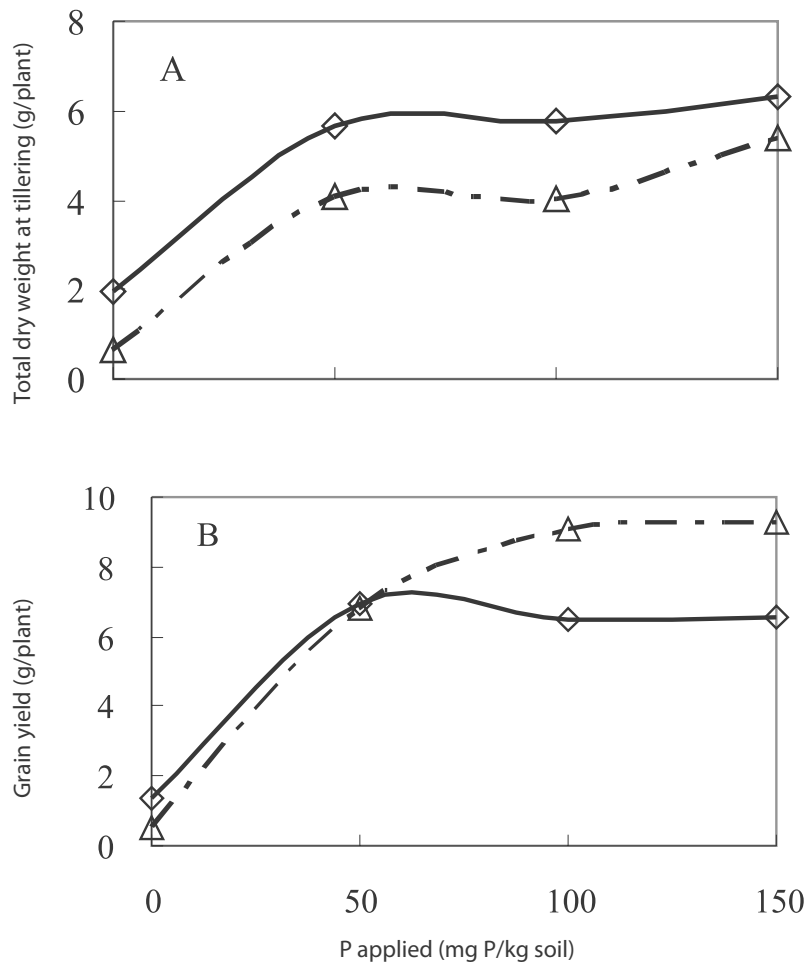 8
A
6
4
2
0
Total dry weight at tillering (g/plant)
10
B
8
6
4
2
0
Grain yield (g/plant)
0 50 100 150
P applied (mg P/kg soil)